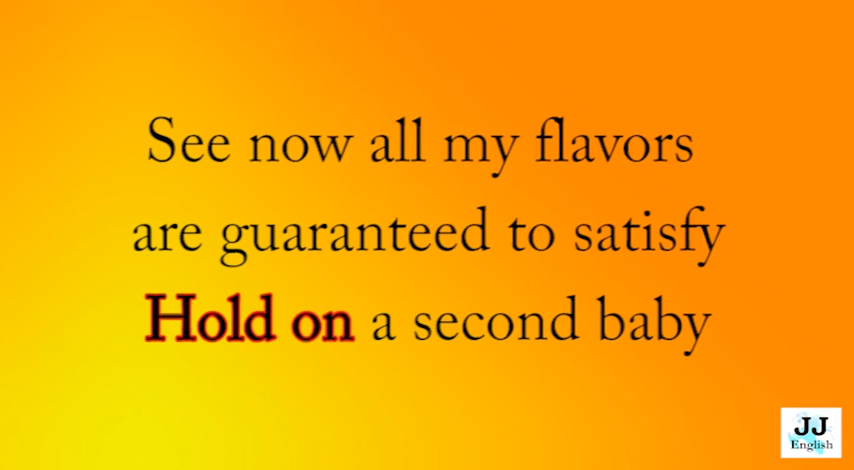 See now all my flavors
are guaranteed to satisfy
Hold on a second baby
JJ
English